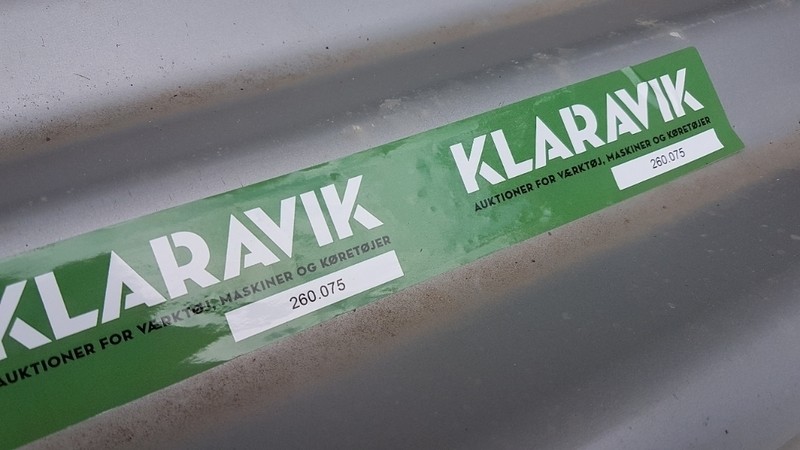 KLARAVIK
AUKTIONER FOR VÆRKTØJ, MASKINER OG KØRETØJER
260.075
KLARAVIK
AUKTIONER FOR VÆRKTØJ, MASKINER OG KØRETØJER
260.075